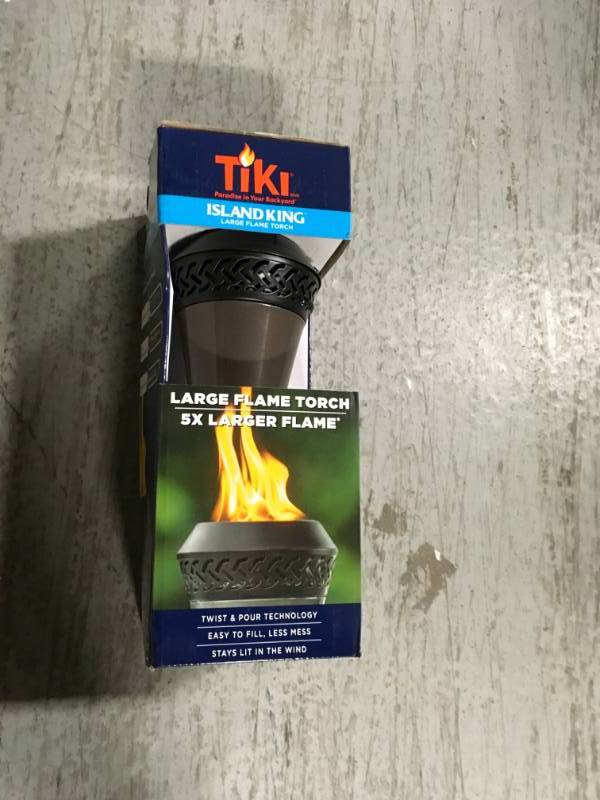 TIKI
Paradise in Your Backyard
ISLAND KING
LARGE FLAME TORCH
LARGE FLAME TORCH
5X LARGER FLAME*
TWIST & POUR TECHNOLOGY
EASY TO FILL, LESS MESS
STAYS LIT IN THE WIND